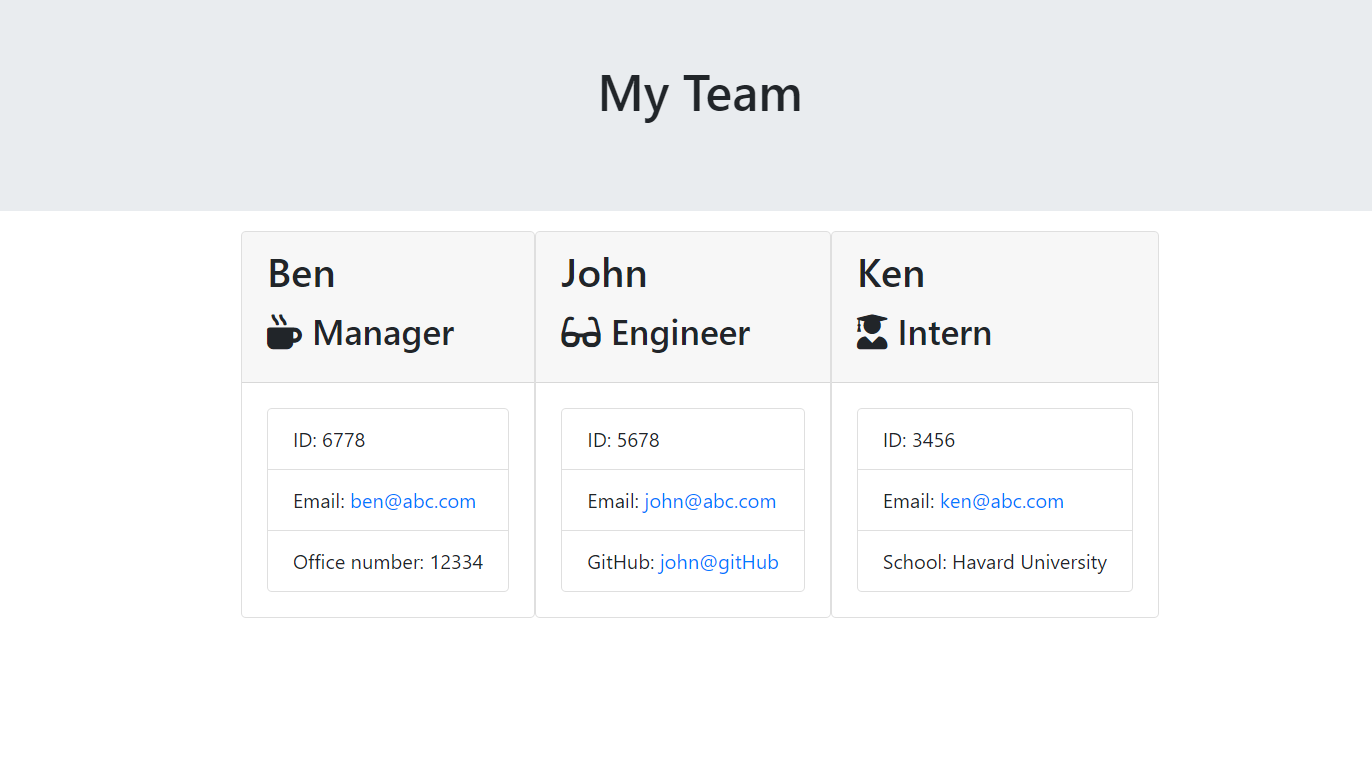 My Team
Ben
Manager
ID: 6778
Email: ben@abc.com
Office number: 12334
John
Engineer
ID: 5678
Email: john@abc.com
GitHub: john@gitHub
Ken
Intern
ID: 3456
Email: ken@abc.com
School: Havard University